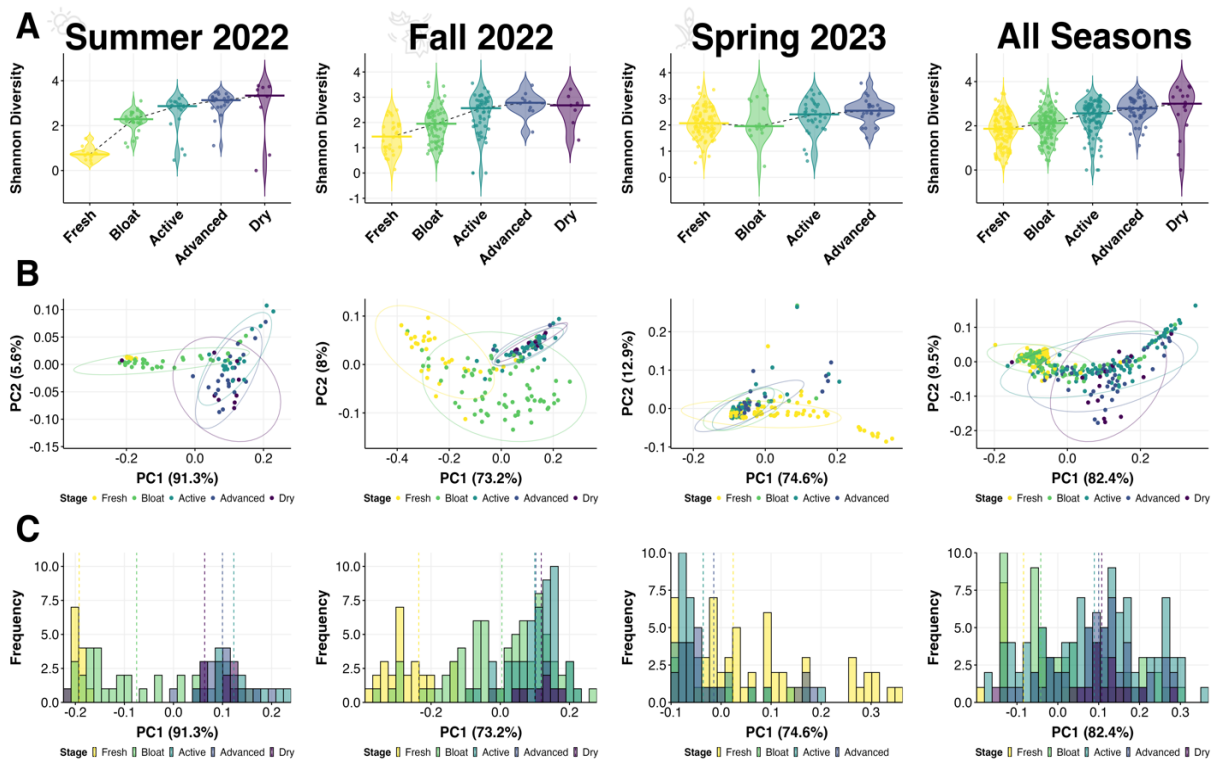 A
Summer 2022
Fall 2022
Spring 2023
All Seasons
Shannon Diversity
4
2
0
Fresh
Bloat
Active
Advanced
Dry
Shannon Diversity
4
3
2
1
0
-1
Fresh
Bloat
Active
Advanced
Dry
Shannon Diversity
4
3
2
1
0
Fresh
Bloat
Active
Advanced
Shannon Diversity
4
2
0
Fresh
Bloat
Active
Advanced
Dry
B
PC2 (5.6%)
0.10
0.05
0.00
-0.05
-0.10
-0.15
-0.2 0.0 0.2
PC1 (91.3%)
Stage Fresh Bloat Active Advanced Dry
PC2 (8%)
0.1
0.0
-0.1
-0.4 -0.2 0.0 0.2
PC1 (73.2%)
Stage Fresh Bloat Active Advanced Dry
PC2 (12.9%)
0.2
0.1
0.0
-0.1
0.0 0.2
PC1 (74.6%)
Stage Fresh Bloat Active Advanced
PC2 (9.5%)
0.1
0.0
-0.1
-0.2
-0.2 0.0 0.2
PC1 (82.4%)
Stage Fresh Bloat Active Advanced Dry
C
Frequency
10.0
7.5
5.0
2.5
0.0
-0.2 -0.1 0.0 0.1 0.2
PC1 (91.3%)
Stage Fresh Bloat Active Advanced Dry
Frequency
10.0
7.5
5.0
2.5
0.0
-0.2 0.0 0.2
PC1 (73.2%)
Stage Fresh Bloat Active Advanced Dry
Frequency
10.0
7.5
5.0
2.5
0.0
-0.1 0.0 0.1 0.2 0.3
PC1 (74.6%)
Stage Fresh Bloat Active Advanced
Frequency
10.0
7.5
5.0
2.5
0.0
-0.1 0.0 0.1 0.2 0.3
PC1 (82.4%)
Stage Fresh Bloat Active Advanced Dry